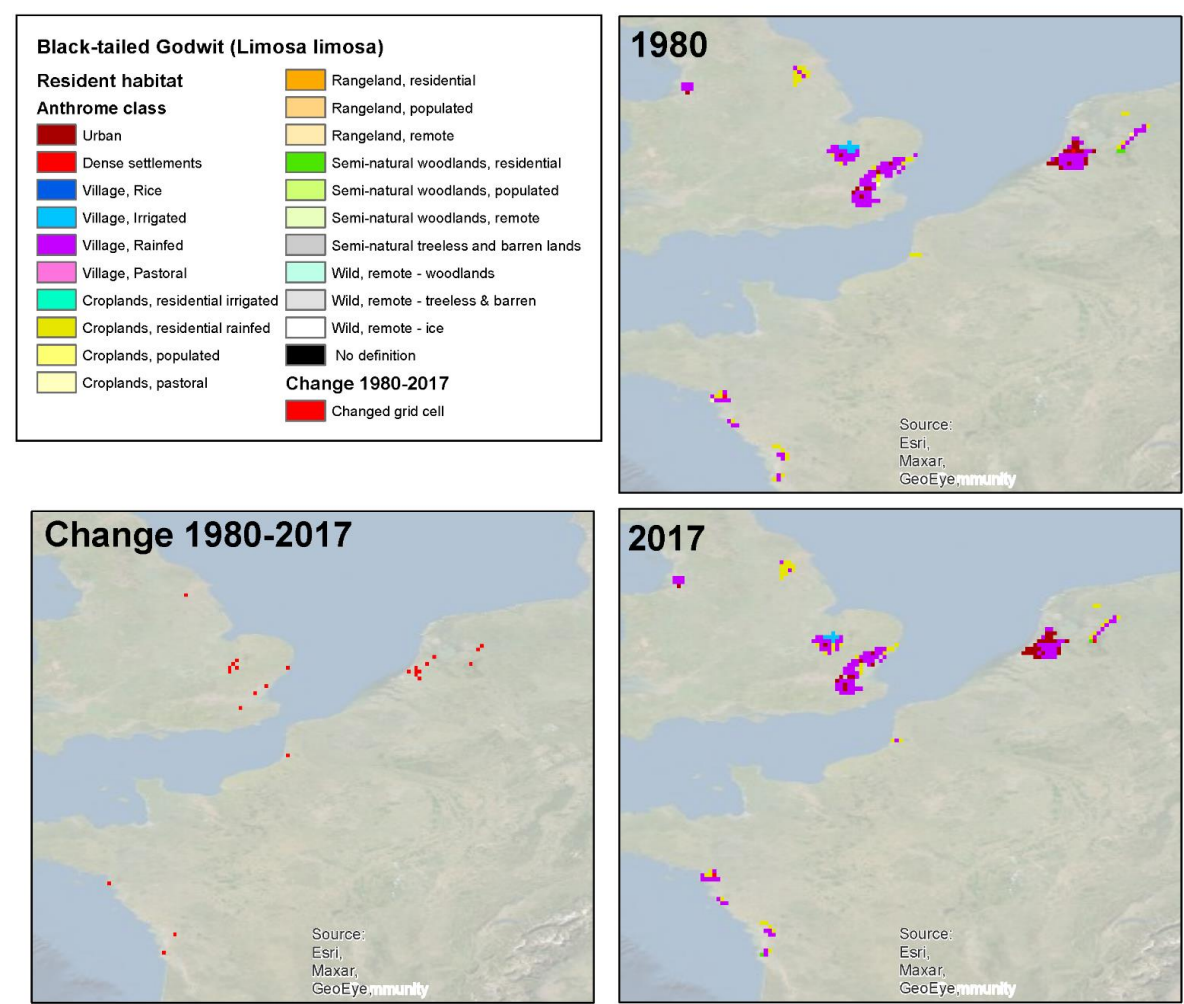 Black-tailed Godwit (Limosa limosa)
Resident habitat
Anthrome class
Urban
Dense settlements
Village, Rice
Village, Irrigated
Village, Rainfed
Village, Pastoral
Croplands, residential irrigated
Croplands, residential rainfed
Croplands, populated
Croplands, pastoral
Rangeland, residential
Rangeland, populated
Rangeland, remote
Semi-natural woodlands, residential
Semi-natural woodlands, populated
Semi-natural woodlands, remote
Semi-natural treeless and barren lands
Wild, remote - woodlands
Wild, remote - treeless & barren
Wild, remote - ice
No definition
Change 1980-2017
Changed grid cell
1980
Source:
Esri,
Maxar,
GeoEye,
Change 1980-2017
Source:
Esri,
Maxar,
GeoEye,
2017
Source:
Esri,
Maxar,
GeoEye,